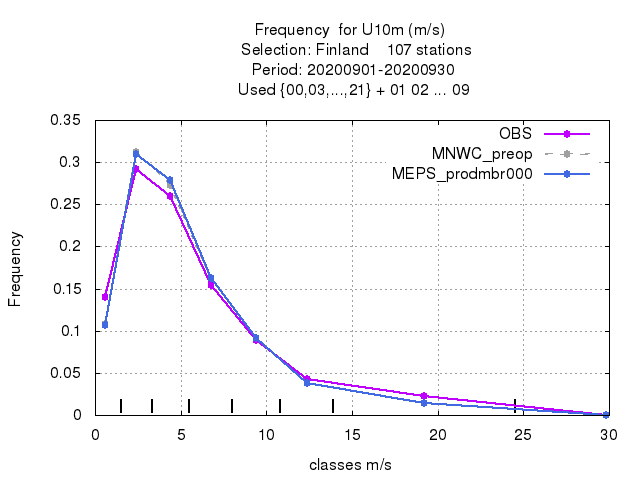 Frequency  for U10m (m/s)
Selection: Finland    107 stations
Period: 20200901-20200930
Used {00,03,...,21} + 01 02 ... 09
OBS
MNWC_preop
MEPS_prodmbr000
0.35
0.3
0.25
0.2
0.15
0.1
0.05
0
Frequency
0 5 10 15 20 25 30
classes m/s